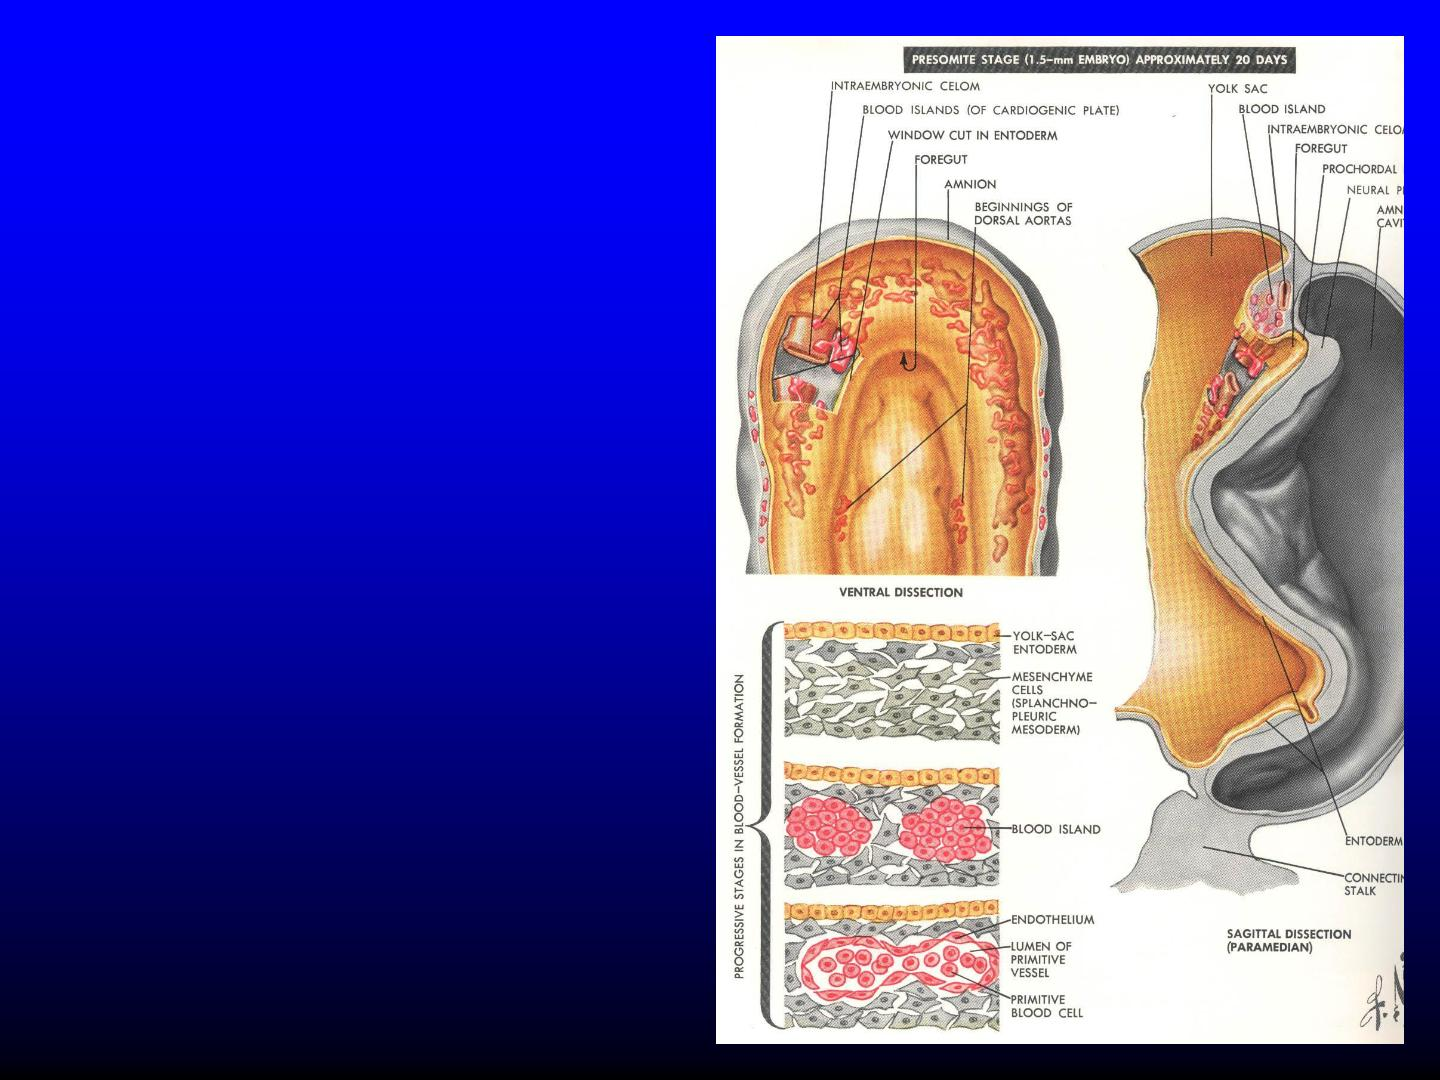 PRESOMITE STAGE (1.5-mm EMBRYO) APPROXIMATELY 20 DAYS
INTRAEMBRYONIC CELOM
BLOOD ISLANDS (OF CARDIOGENIC PLATE)
WINDOW CUT IN ENTODERM
FOREGUT
AMNION
BEGINNINGS OF
DORSAL AORTAS
YOLK SAC
BLOOD ISLAND
INTRAEMBRYONIC
FOREGUT
PROCHORDAL
NEURAL
VENTRAL DISSECTION
PROGRESSIVE STAGES IN BLOOD-VESSEL FORMATION
YOLK-SAC
ENTODERM
MESENCHYME
CELLS
(SPLANCHNO-
PLEURIC
MESODERM)
BLOOD ISLAND
ENDOTHELIUM
LUMEN OF
PRIMITIVE
VESSEL
PRIMITIVE
BLOOD CELL
ENTODERM
STALK
SAGITTAL DISSECTION
(PARAMEDIAN)